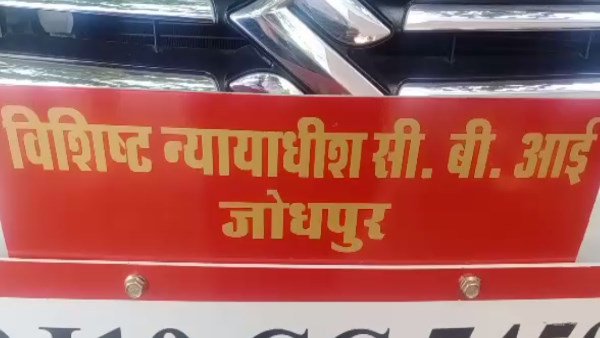 विशिष्ट न्यायाधीश सी. बी. आई
जोधपुर